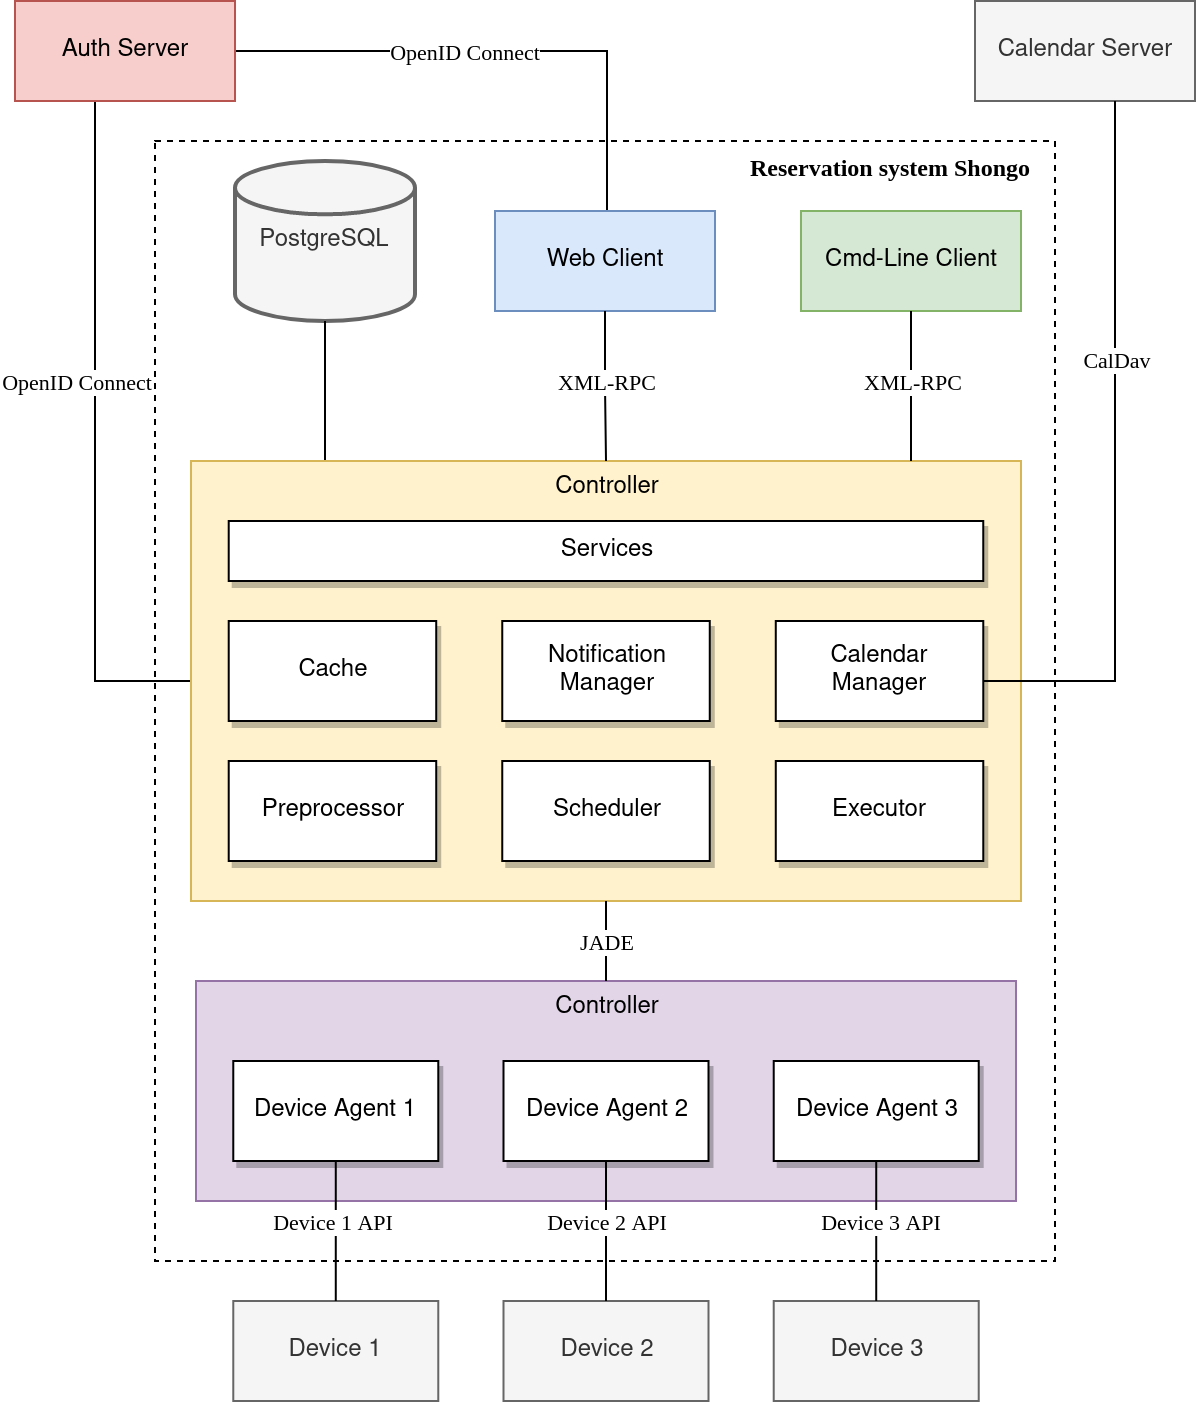 Auth Server
OpenID Connect
Calendar Server
Reservation system Shongo
PostgreSQL
Web Client
Cmd-Line Client
OpenID Connect
XML-RPC
XML-RPC
CalDav
Controller
Services
Cache
Notification
Manager
Calendar
Manager
Preprocessor
Scheduler
Executor
JADE
Controller
Device Agent 1
Device Agent 2
Device Agent 3
Device 1 API
Device 2 API
Device 3 API
Device 1
Device 2
Device 3